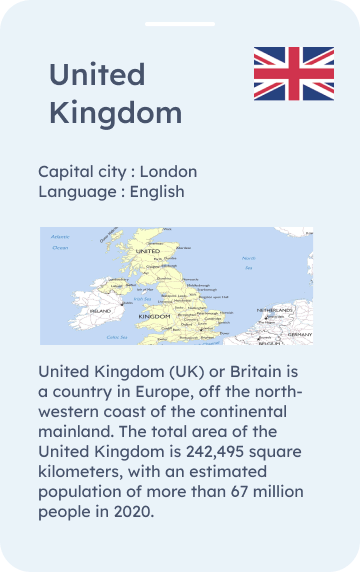 United
Kingdom
Capital city : London
Language : English
Atlantic
Ocean
UNITED
North
Sea
Irish Sea
IRELAND
KINGDOM
NETHERLANDS
Celtic Sea
GERMANY
BELGIUM
United Kingdom (UK) or Britain is
a country in Europe, off the north-
western coast of the continental
mainland. The total area of the
United Kingdom is 242,495 square
kilometers, with an estimated
population of more than 67 million
people in 2020.